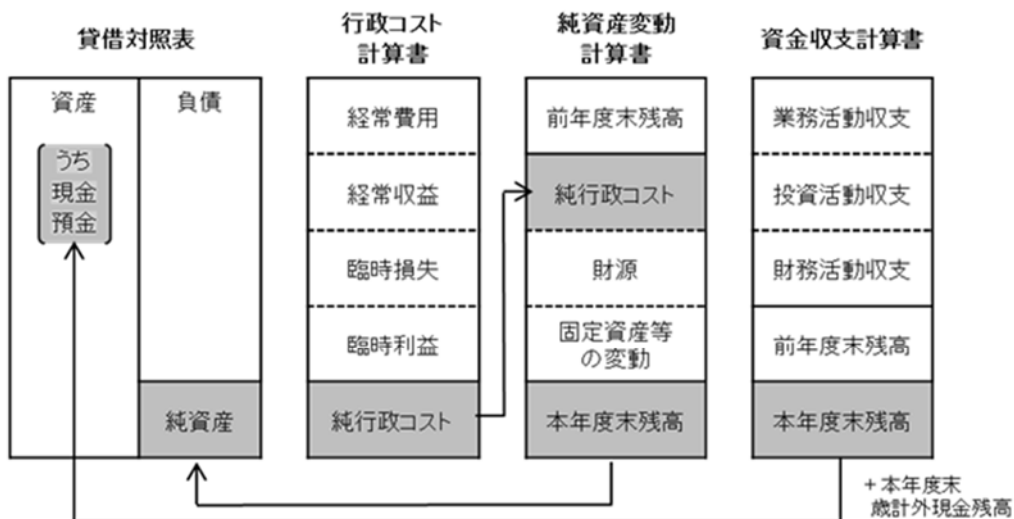 貸借対照表
資産
うち
現金
預金
負債
純資産
行政コスト
計算書
経常費用
経常収益
臨時損失
臨時利益
純行政コスト
純資産変動
計算書
前年度末残高
純行政コスト
財源
固定資産等
の変動
本年度末残高
資金収支計算書
業務活動収支
投資活動収支
財務活動収支
前年度末残高
本年度末残高
+本年度末
歳計外現金残高